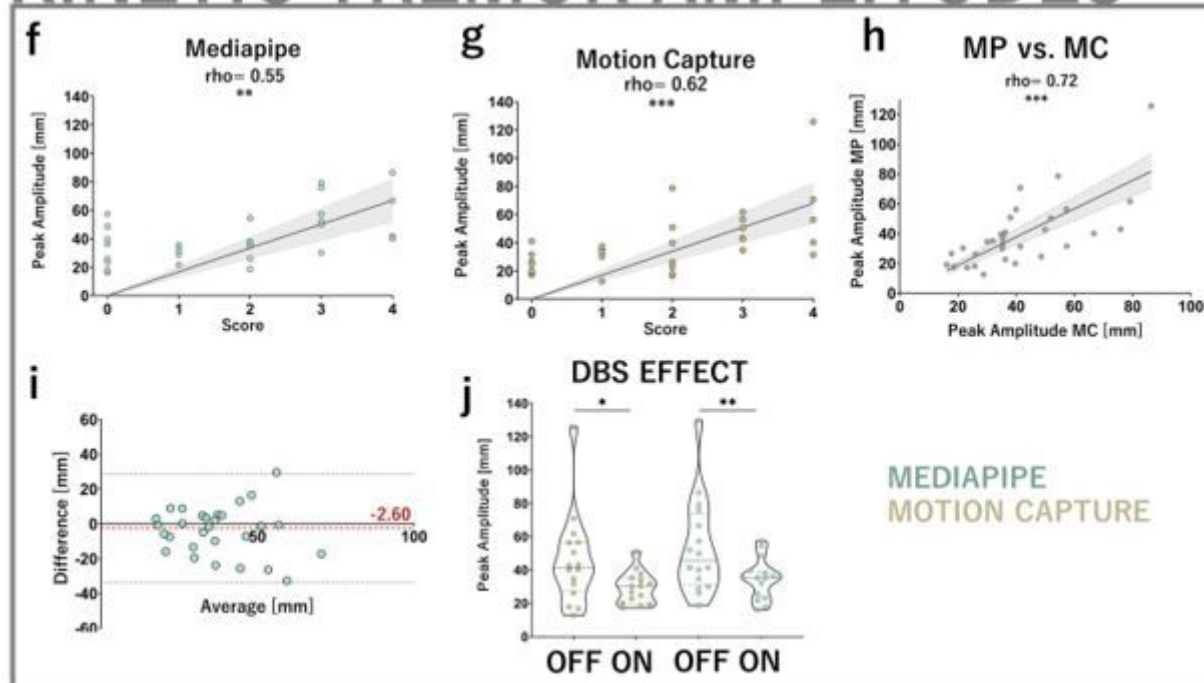 KINETIC TREMOR AMPLITUDES
f
Mediapipe
rho= 0.55
**
Peak Amplitude [mm]
140
120
100
80
60
40
20
0
0 1 2 3 4
Score
g
Motion Capture
rho= 0.62
***
Peak Amplitude [mm]
140
120
100
80
60
40
20
0
0 1 2 3 4
Score
h
MP vs. MC
rho= 0.72
***
Peak Amplitude MP [mm]
120
100
80
60
40
20
0
0 20 40 60 80 100
Peak Amplitude MC [mm]
i
Difference [mm]
60
40
20
0
-20
-40
-60
-2.60
50 100
Average [mm]
j
DBS EFFECT
* **
Peak Amplitude [mm]
140
120
100
80
60
40
20
0
OFF ON OFF ON
MEDIAPIPE
MOTION CAPTURE